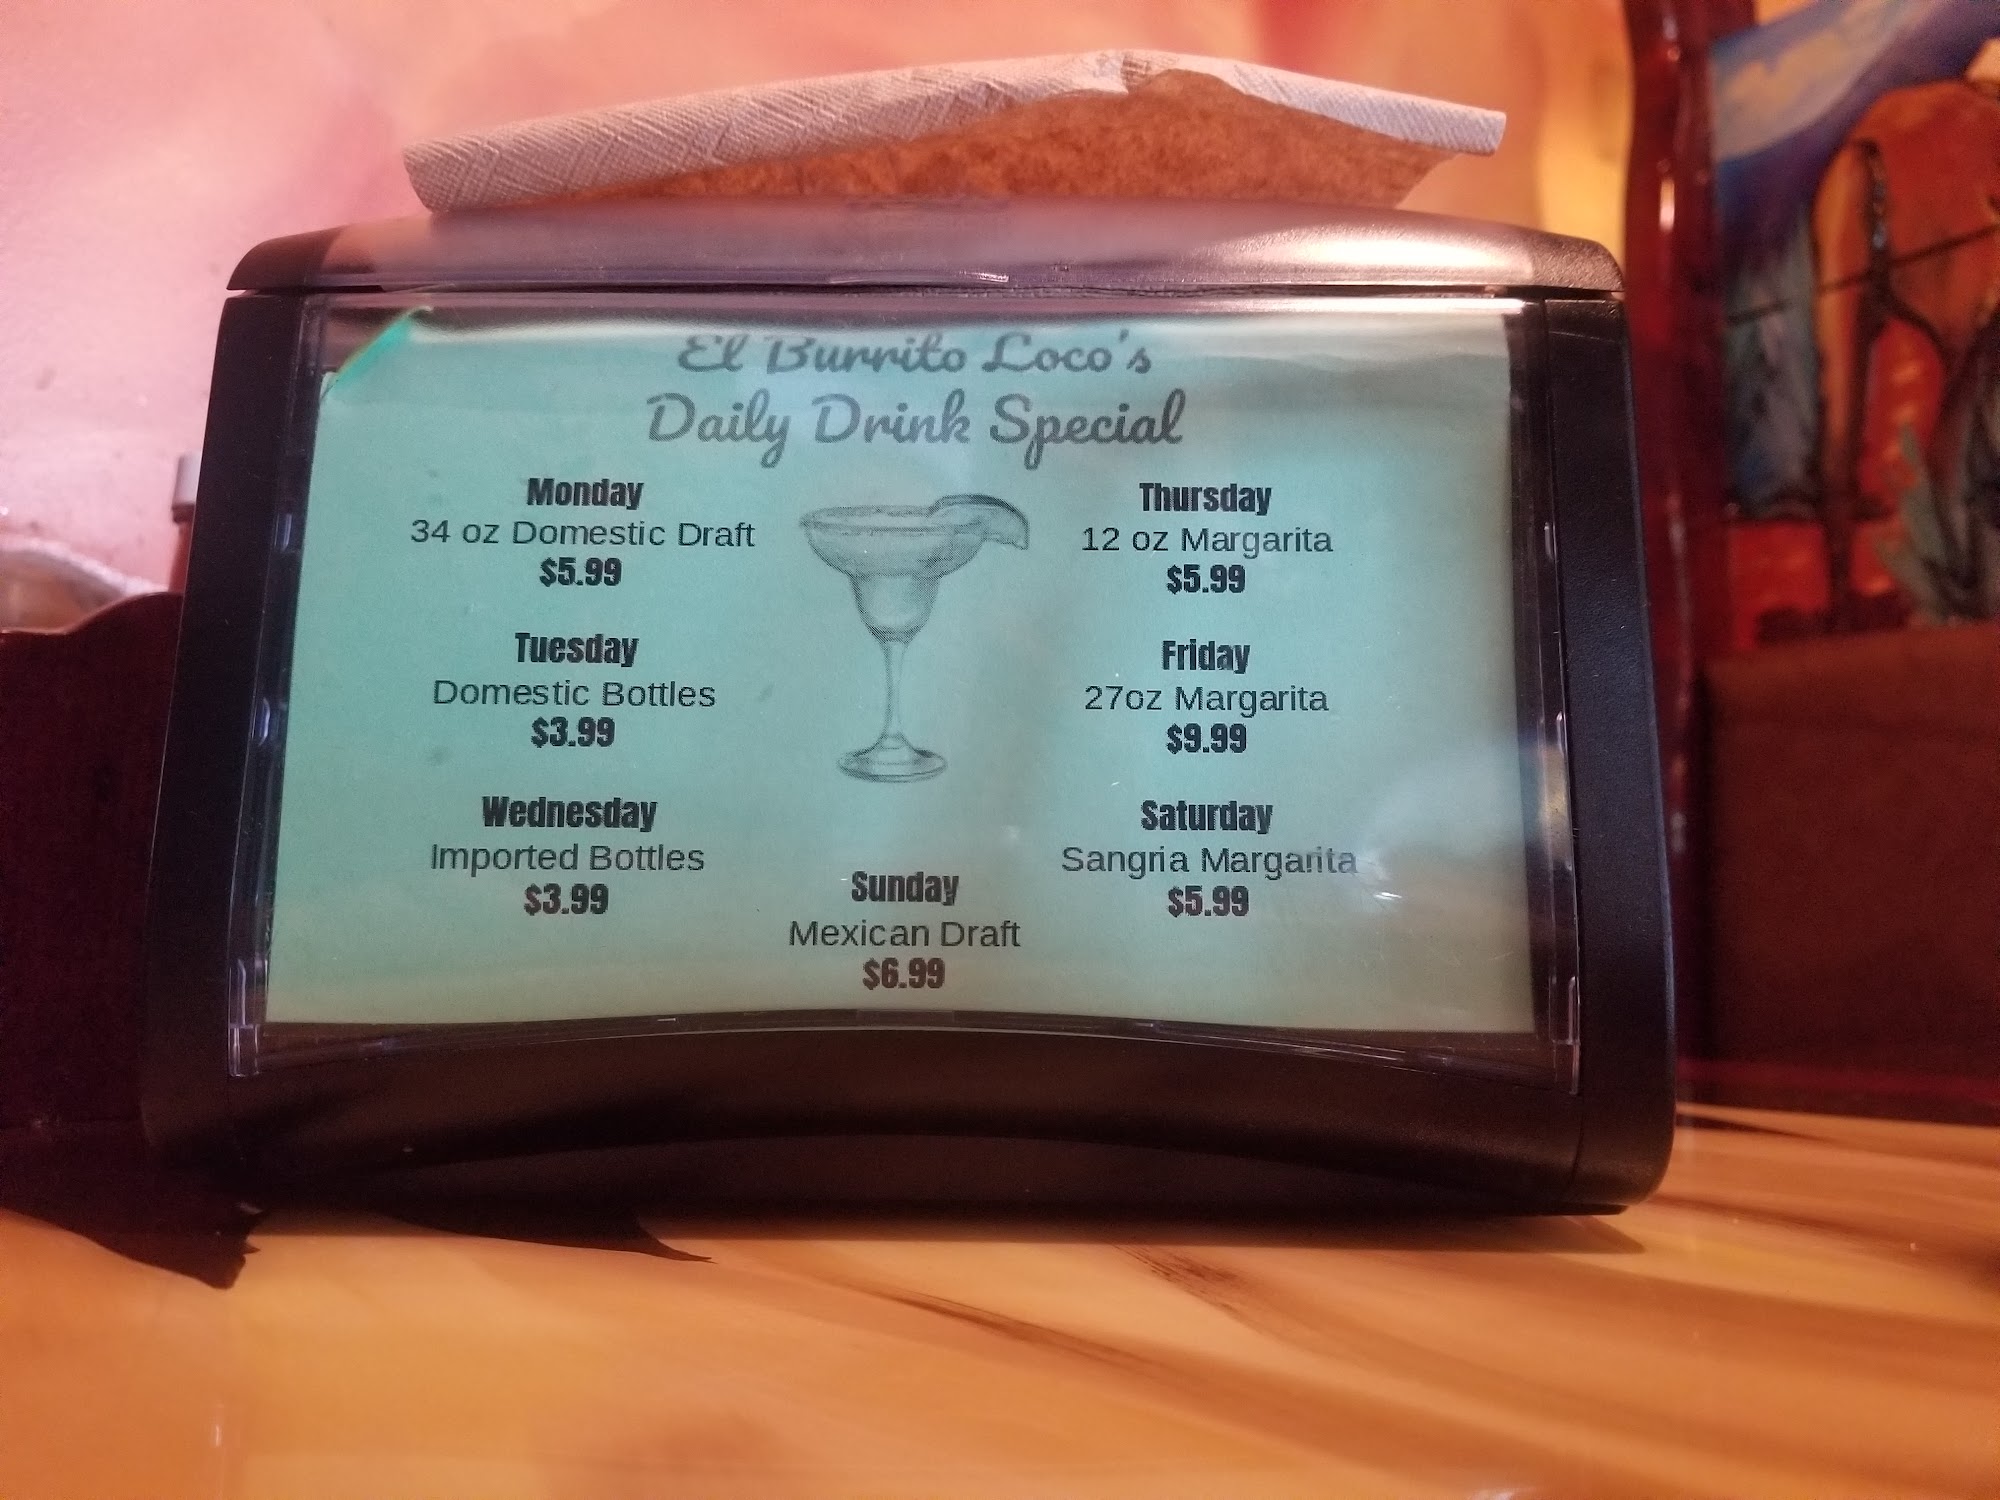 El Burrito Loco's
Daily Drink Special
Monday
34 oz Domestic Draft
$5.99
Tuesday
Domestic Bottles
$3.99
Wednesday
Imported Bottles
$3.99
Thursday
12 oz Margarita
$5.99
Friday
27oz Margarita
$9.99
Saturday
Sangria Margarita
$5.99
Sunday
Mexican Draft
$6.99